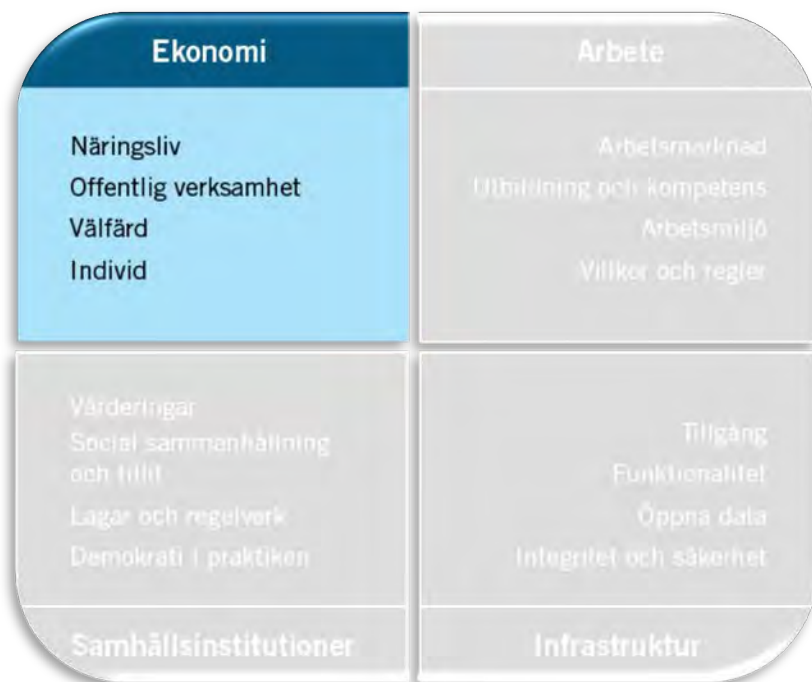 Ekonomi
Näringsliv
Offentlig verksamhet
Välfärd
Individ
Arbete
Arbetsmarknad
Utbildning och kompetens
Arbetsmiljö
Villkor och regler
Värderingar
Social sammanhållning
och tillit
Lagar och regelverk
Demokrati i praktiken
Samhällsinstitutioner
Tillgång
Funktionalitet
Öppna data
Integritet och säkerhet
Infrastruktur